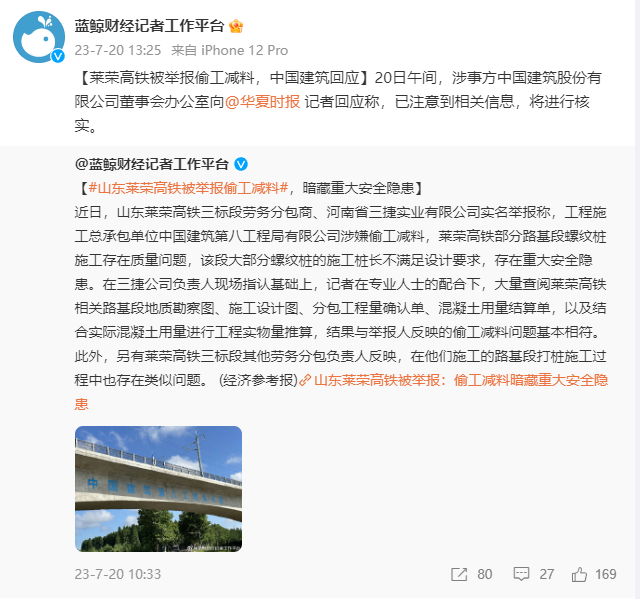 蓝鲸财经记者工作平台
23-7-20 13:25 来自 iPhone 12 Pro
【莱荣高铁被举报偷工减料，中国建筑回应】20日午间，涉事方中国建筑股份有
限公司董事会办公室向@华夏时报 记者回应称，已注意到相关信息，将进行核
实。
@蓝鲸财经记者工作平台
【#山东莱荣高铁被举报偷工减料#，暗藏重大安全隐患】
近日，山东莱荣高铁三标段劳务分包商、河南省三捷实业有限公司实名举报称，工程施
工总承包单位中国建筑第八工程局有限公司涉嫌偷工减料，莱荣高铁部分路基段螺纹桩
施工存在质量问题，该段大部分螺纹桩的施工桩长不满足设计要求，存在重大安全隐
患。在三捷公司负责人现场指认基础上，记者在专业人士的配合下，大量查阅莱荣高铁
相关路基段地质勘察图、施工设计图、分包工程量确认单、混凝土用量结算单，以及结
合实际混凝土用量进行工程实物量推算，结果与举报人反映的偷工减料问题基本相符。
此外，另有莱荣高铁三标段其他劳务分包负责人反映，在他们施工的路基段打桩施工过
程中也存在类似问题。 (经济参考报)山东莱荣高铁被举报：偷工减料暗藏重大安全隐
患
23-7-20 10:33
80
27
169